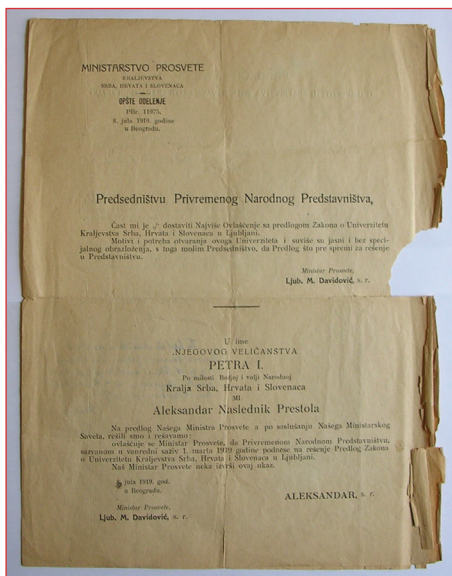 MINISTARSTVO PROSVETE
KRALJEVSTVA
SRBA, HRVATA I SLOVENACA
OPŠTE ODELENJE
PBr. 11075.
8. jula 1919. godine
u Beogradu.
Predsedništvu Privremenog Narodnog Predstavništva,
Čast mi je dostaviti Najviše Ovlašćenje sa predlogom Zakona o Univerzitetu
Kraljevstva Srba, Hrvata i Slovenaca u Ljubljani.
Motivi i potreba otvaranja ovoga Univerziteta i suviše su jasni i bez speci-
jalnog obrazloženja, s toga molim Predsedništvo, da Predlog što pre spremi za rešenje
u Predstavništvu.
Ministar Prosvete,
Ljub. M. Davidović, s. r.
U ime
NJEGOVOG VELIČANSTVA
PETRA I.
Po milosti Božjoj i volji Narodnoj
Kralja Srba, Hrvata i Slovenaca
MI
Aleksandar Naslednik Prestola
Na predlog Našega Ministra Prosvete a po saslušanju Našega Ministarskog
Saveta, rešili smo i rešavamo:
ovlašćuje se Ministar Prosvete, da Privremenom Narodnom Predstavništvu,
sazvanom u vanredni saziv 1. marta 1919 godine podnese na rešenje Predlog Zakona
o Univerzitetu Kraljevstva Srba, Hrvata i Slovenaca u Ljubljani.
Naš Ministar Prosvete neka izvrši ovaj ukaz.
jula 1919. god.
u Beogradu.
ALEKSANDAR, s. r.
Ministar Prosvete,
Ljub. M. Davidović, s. r.